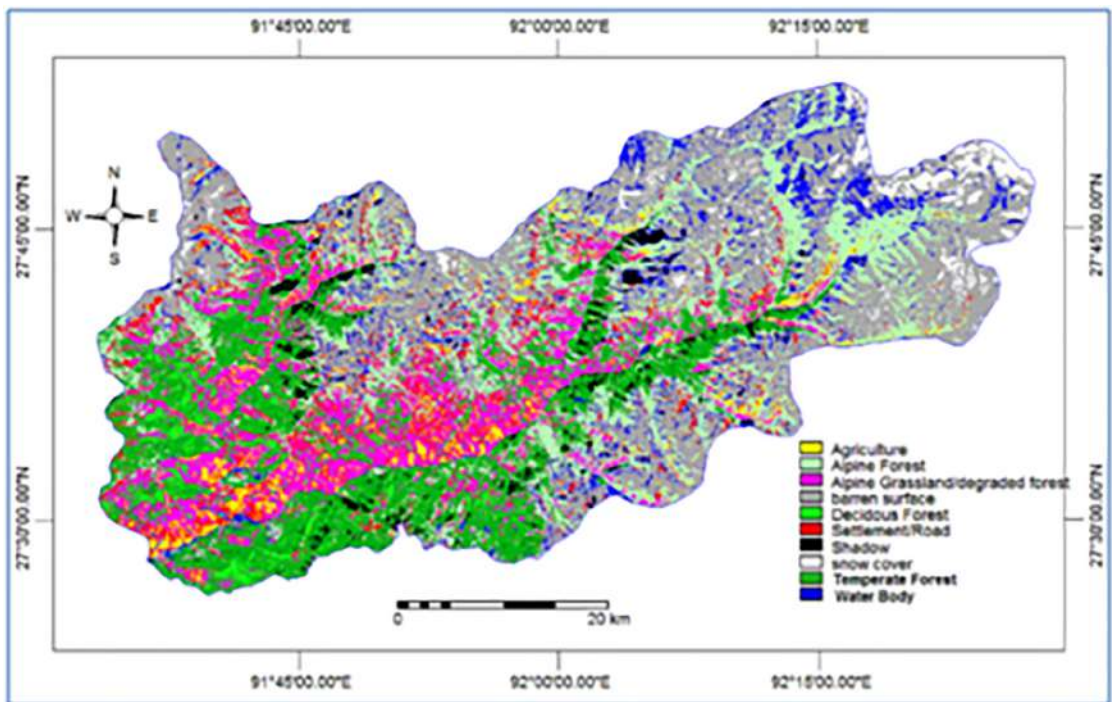 91°45'00.00"E 92°00'00.00"E 92°15'00.00"E
N
W E
S
27°45'00.00"N
27°45'00.00"N
27°30'00.00"N
27°30'00.00"N
Agriculture
Alpine Forest
Alpine Grassland/degraded forest
barren surface
Decidous Forest
Settlement/Road
Shadow
snow cover
Temperate Forest
Water Body
0 20 km
91°45'00.00"E 92°00'00.00"E 92°15'00.00"E